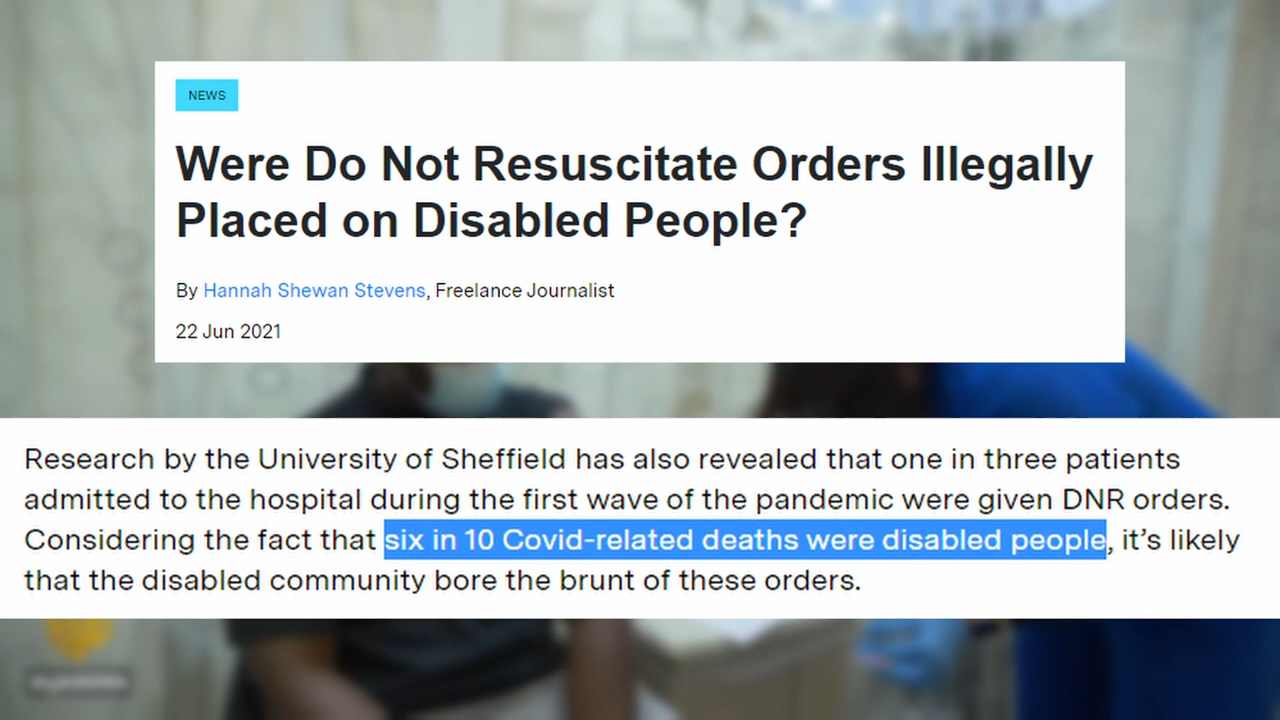 NEWS
Were Do Not Resuscitate Orders Illegally
Placed on Disabled People?
By Hannah Shewan Stevens, Freelance Journalist
22 Jun 2021
Research by the University of Sheffield has also revealed that one in three patients
admitted to the hospital during the first wave of the pandemic were given DNR orders.
Considering the fact that six in 10 Covid-related deaths were disabled people, it’s likely
that the disabled community bore the brunt of these orders.